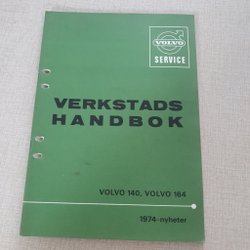 VOLVO
SERVICE
VERKSTADS
HANDBOK
VOLVO 140, VOLVO 164
1974-nyheter